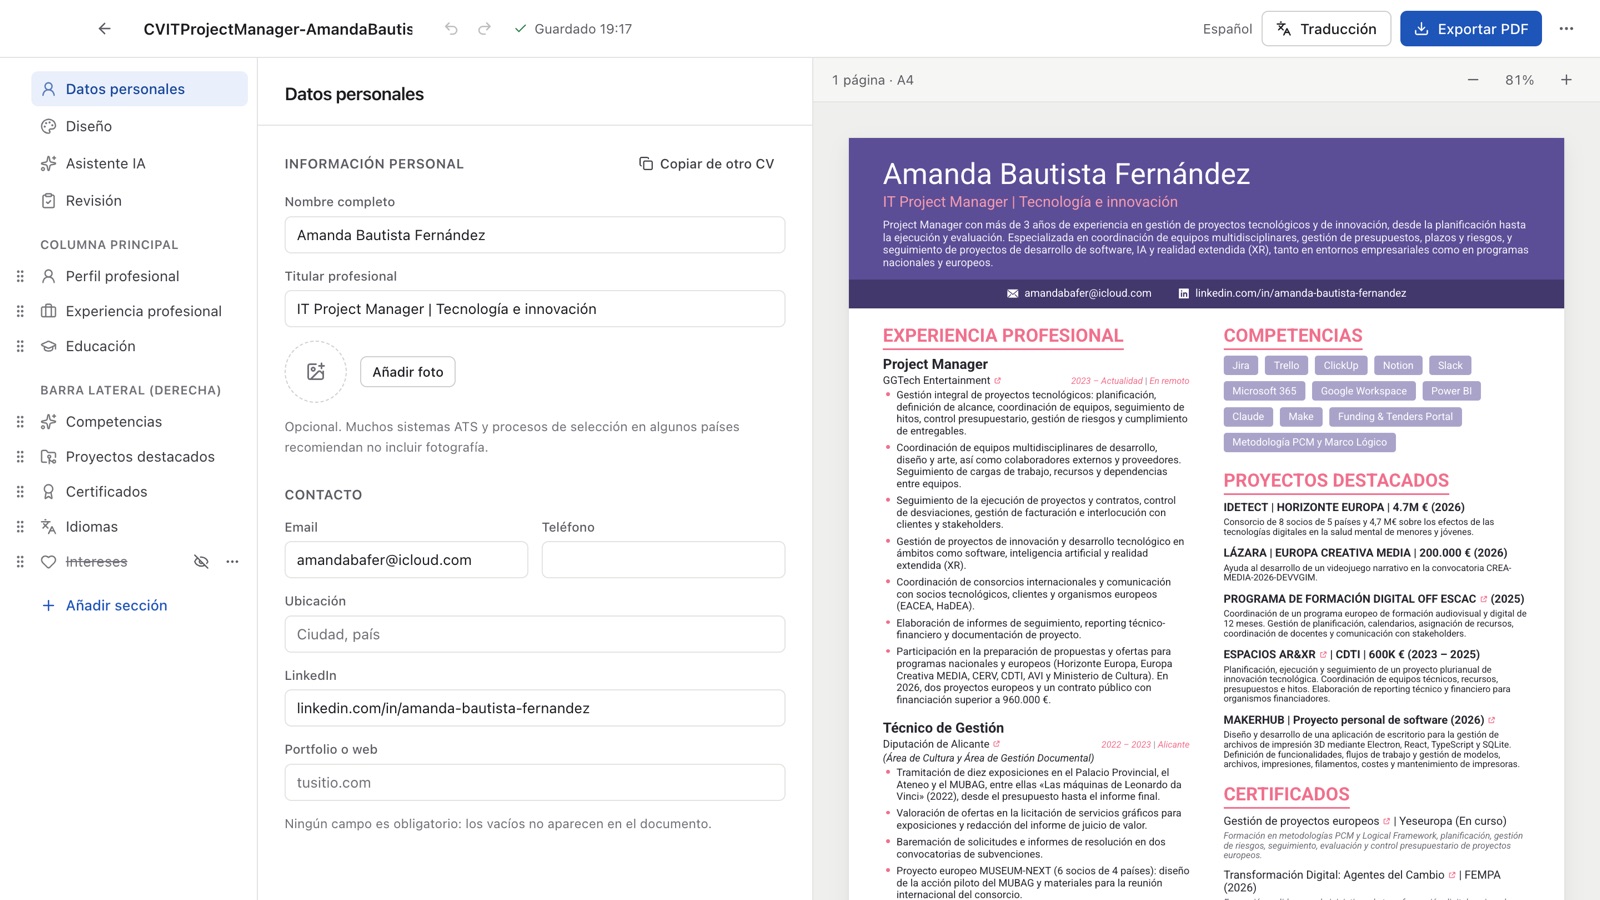 CVITProjectManager-AmandaBautis
Guardado 19:17
Español
Traducción
Exportar PDF
Datos personales
Diseño
Asistente IA
Revisión
COLUMNA PRINCIPAL
Perfil profesional
Experiencia profesional
Educación
BARRA LATERAL (DERECHA)
Competencias
Proyectos destacados
Certificados
Idiomas
Intereses
Añadir sección
Datos personales
INFORMACIÓN PERSONAL
Copiar de otro CV
Nombre completo
Amanda Bautista Fernández
Titular profesional
IT Project Manager | Tecnología e innovación
Añadir foto
Opcional. Muchos sistemas ATS y procesos de selección en algunos países
recomiendan no incluir fotografía.
CONTACTO
Email
Teléfono
amandabafer@icloud.com
Ubicación
Ciudad, país
LinkedIn
linkedin.com/in/amanda-bautista-fernandez
Portfolio o web
tusitio.com
Ningún campo es obligatorio: los vacíos no aparecen en el documento.
1 página · A4
81%
Amanda Bautista Fernández
IT Project Manager | Tecnología e innovación
Project Manager con más de 3 años de experiencia en gestión de proyectos tecnológicos y de innovación, desde la planificación hasta
la ejecución y evaluación. Especializada en coordinación de equipos multidisciplinares, gestión de presupuestos, plazos y riesgos, y
seguimiento de proyectos de desarrollo de software, IA y realidad extendida (XR), tanto en entornos empresariales como en programas
nacionales y europeos.
amandabafer@icloud.com
linkedin.com/in/amanda-bautista-fernandez
EXPERIENCIA PROFESIONAL
Project Manager
GGTech Entertainment
2023 – Actualidad | En remoto
Gestión integral de proyectos tecnológicos: planificación,
definición de alcance, coordinación de equipos, seguimiento de
hitos, control presupuestario, gestión de riesgos y cumplimiento
de entregables.
Coordinación de equipos multidisciplinares de desarrollo,
diseño y arte, así como colaboradores externos y proveedores.
Seguimiento de cargas de trabajo, recursos y dependencias
entre equipos.
Seguimiento de la ejecución de proyectos y contratos, control
de desviaciones, gestión de facturación e interlocución con
clientes y stakeholders.
Gestión de proyectos de innovación y desarrollo tecnológico en
ámbitos como software, inteligencia artificial y realidad
extendida (XR).
Coordinación de consorcios internacionales y comunicación
con socios tecnológicos, clientes y organismos europeos
(EACEA, HaDEA).
Elaboración de informes de seguimiento, reporting técnico-
financiero y documentación de proyecto.
Participación en la preparación de propuestas y ofertas para
programas nacionales y europeos (Horizonte Europa, Europa
Creativa MEDIA, CERV, CDTI, AVI y Ministerio de Cultura). En
2026, dos proyectos europeos y un contrato público con
financiación superior a 960.000 €.
Técnico de Gestión
Diputación de Alicante
2022 – 2023 | Alicante
(Área de Cultura y Área de Gestión Documental)
Tramitación de diez exposiciones en el Palacio Provincial, el
Ateneo y el MUBAG, entre ellas «Las máquinas de Leonardo da
Vinci» (2022), desde el presupuesto hasta el informe final.
Valoración de ofertas en la licitación de servicios gráficos para
exposiciones y redacción del informe de juicio de valor.
Baremación de solicitudes e informes de resolución en dos
convocatorias de subvenciones.
Proyecto europeo MUSEUM-NEXT (6 socios de 4 países): diseño
de la acción piloto del MUBAG y materiales para la reunión
internacional del consorcio.
COMPETENCIAS
Jira
Trello
ClickUp
Notion
Slack
Microsoft 365
Google Workspace
Power BI
Claude
Make
Funding & Tenders Portal
Metodología PCM y Marco Lógico
PROYECTOS DESTACADOS
IDETECT | HORIZONTE EUROPA | 4.7M € (2026)
Consorcio de 8 socios de 5 países y 4,7 M€ sobre los efectos de las
tecnologías digitales en la salud mental de menores y jóvenes.
LÁZARA | EUROPA CREATIVA MEDIA | 200.000 € (2026)
Ayuda al desarrollo de un videojuego narrativo en la convocatoria CREA-
MEDIA-2026-DEVVGIM.
PROGRAMA DE FORMACIÓN DIGITAL OFF ESCAC (2025)
Coordinación de un programa europeo de formación audiovisual y digital de
12 meses. Gestión de planificación, calendarios, asignación de recursos,
coordinación de docentes y comunicación con stakeholders.
ESPACIOS AR&XR | CDTI | 600K € (2023 – 2025)
Planificación, ejecución y seguimiento de un proyecto plurianual de
innovación tecnológica. Coordinación de equipos técnicos, recursos,
presupuestos e hitos. Elaboración de reporting técnico y financiero para
organismos financiadores.
MAKERHUB | Proyecto personal de software (2026)
Diseño y desarrollo de una aplicación de escritorio para la gestión de
archivos de impresión 3D mediante Electron, React, TypeScript y SQLite.
Definición de funcionalidades, flujos de trabajo y gestión de modelos,
archivos, impresiones, filamentos, costes y mantenimiento de impresoras.
CERTIFICADOS
Gestión de proyectos europeos | Yeseuropa (En curso)
Formación en metodologías PCM y Logical Framework, planificación, gestión
de riesgos, seguimiento, evaluación y control presupuestario de proyectos
europeos.
Transformación Digital: Agentes del Cambio | FEMPA
(2026)